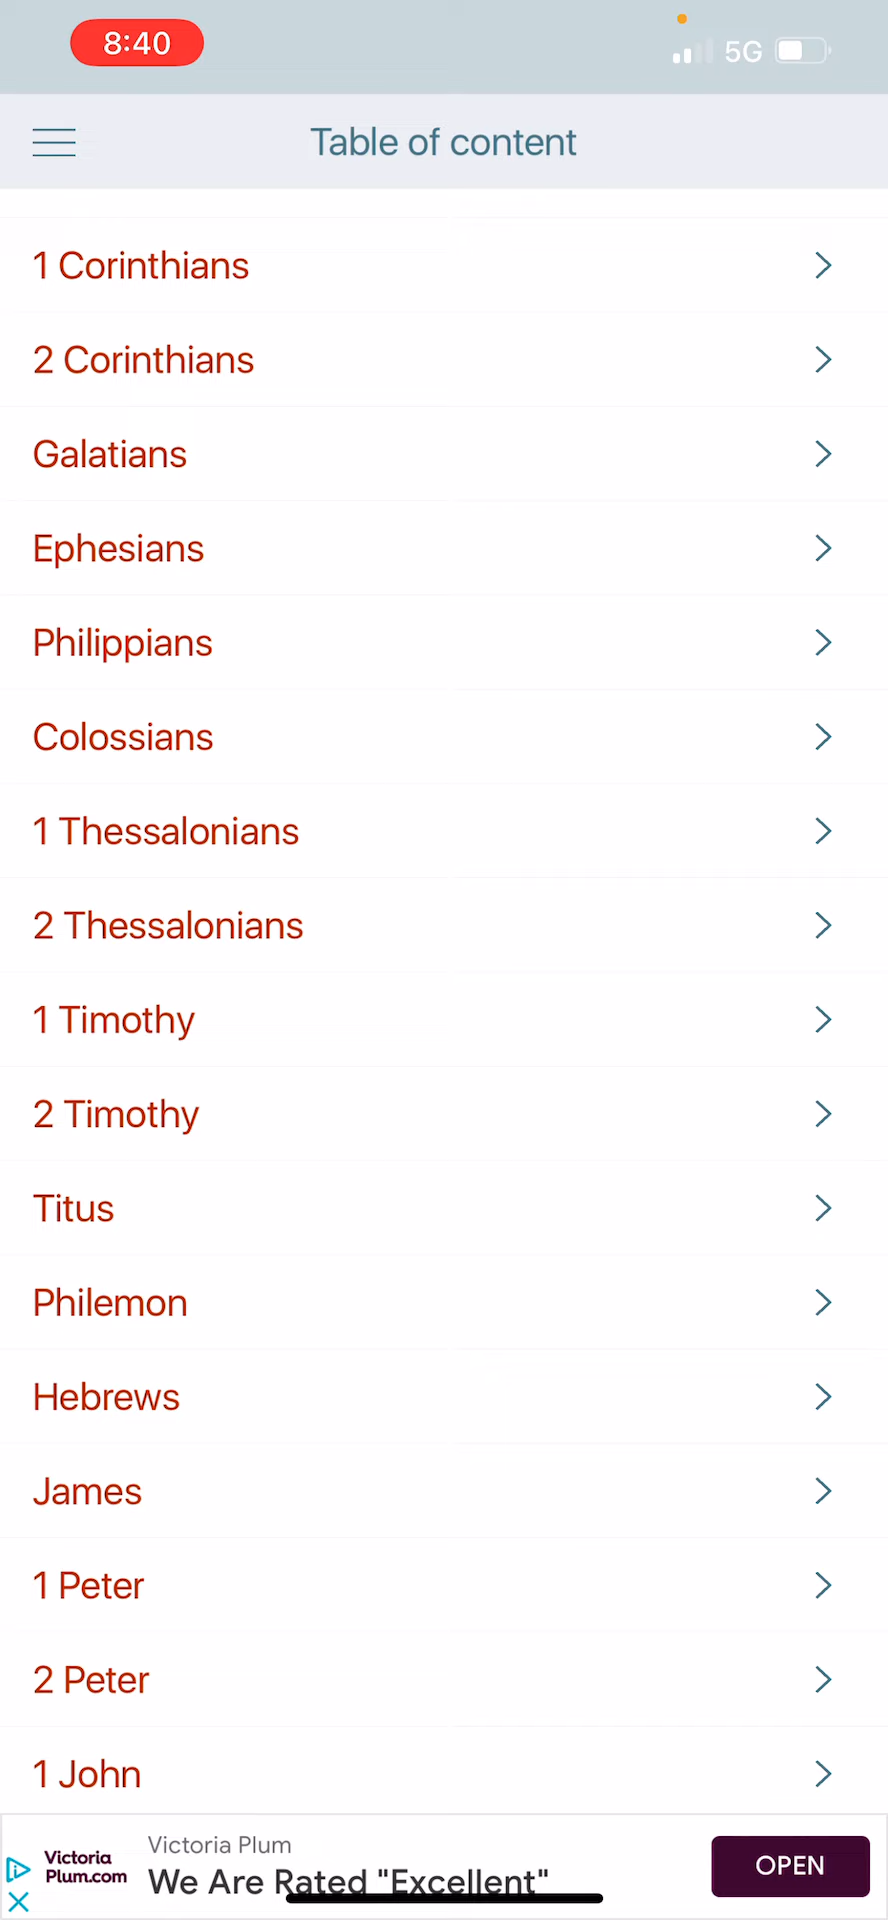 8:40
5G
Table of content
1 Corinthians
2 Corinthians
Galatians
Ephesians
Philippians
Colossians
1 Thessalonians
2 Thessalonians
1 Timothy
2 Timothy
Titus
Philemon
Hebrews
James
1 Peter
2 Peter
1 John
Victoria
Plum.com
Victoria Plum
We Are Rated "Excellent"
OPEN